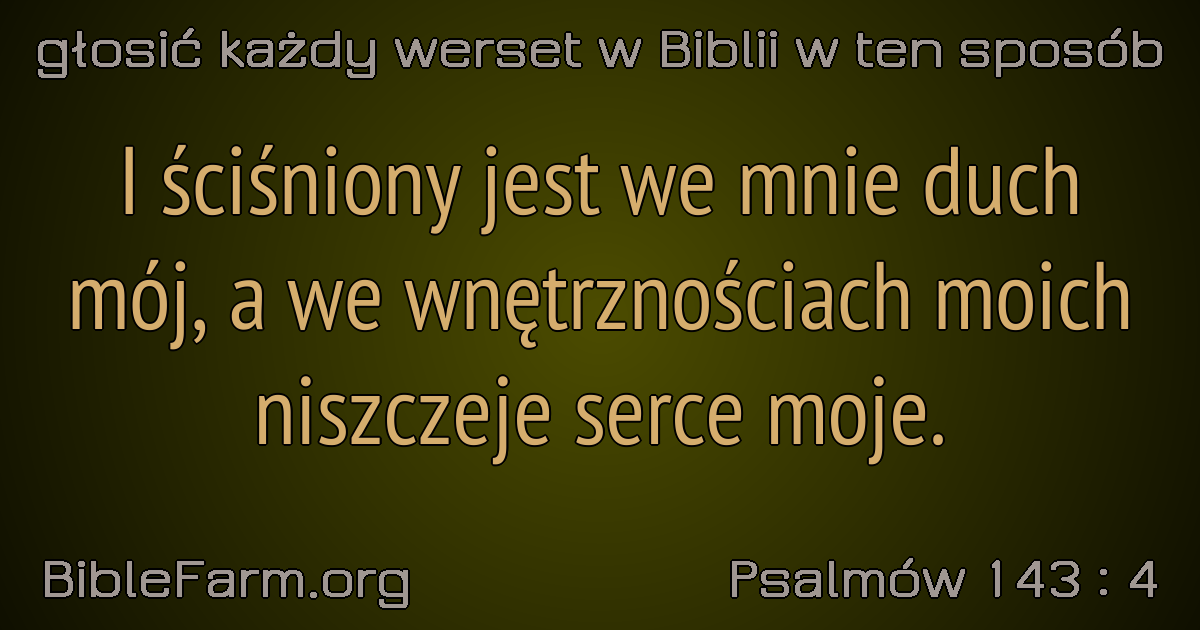 głosić każdy werset w Biblii w ten sposób
I ściśniony jest we mnie duch
mój, a we wnętrznościach moich
niszczeje serce moje.
BibleFarm.org
Psalmów 143 : 4